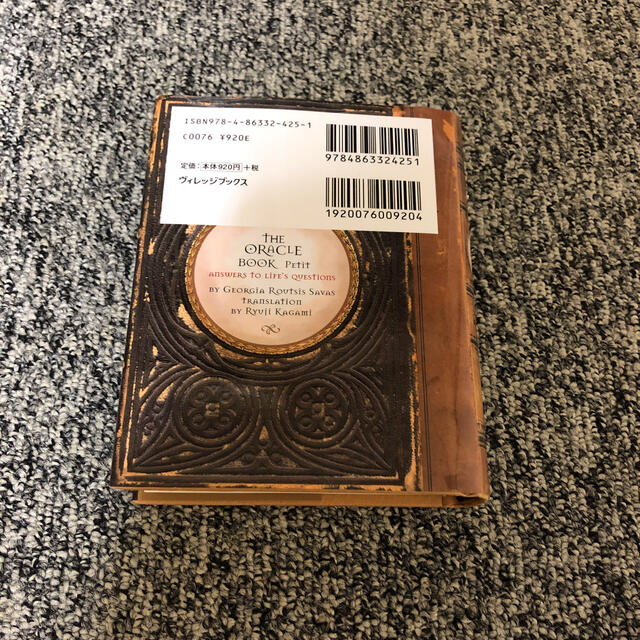 ISBN978-4-86332-425-1
C0076 ¥920E
9784863324251
定価:本体920円+税
ヴィレッジブックス
1920076009204
THE
ORACLE
BOOK Petit
ANSWERS TO LIFE'S QUESTIONS
BY GEORGIA ROUTSIS SAVAS
TRANSLATION
BY RYUJI KAGAMI